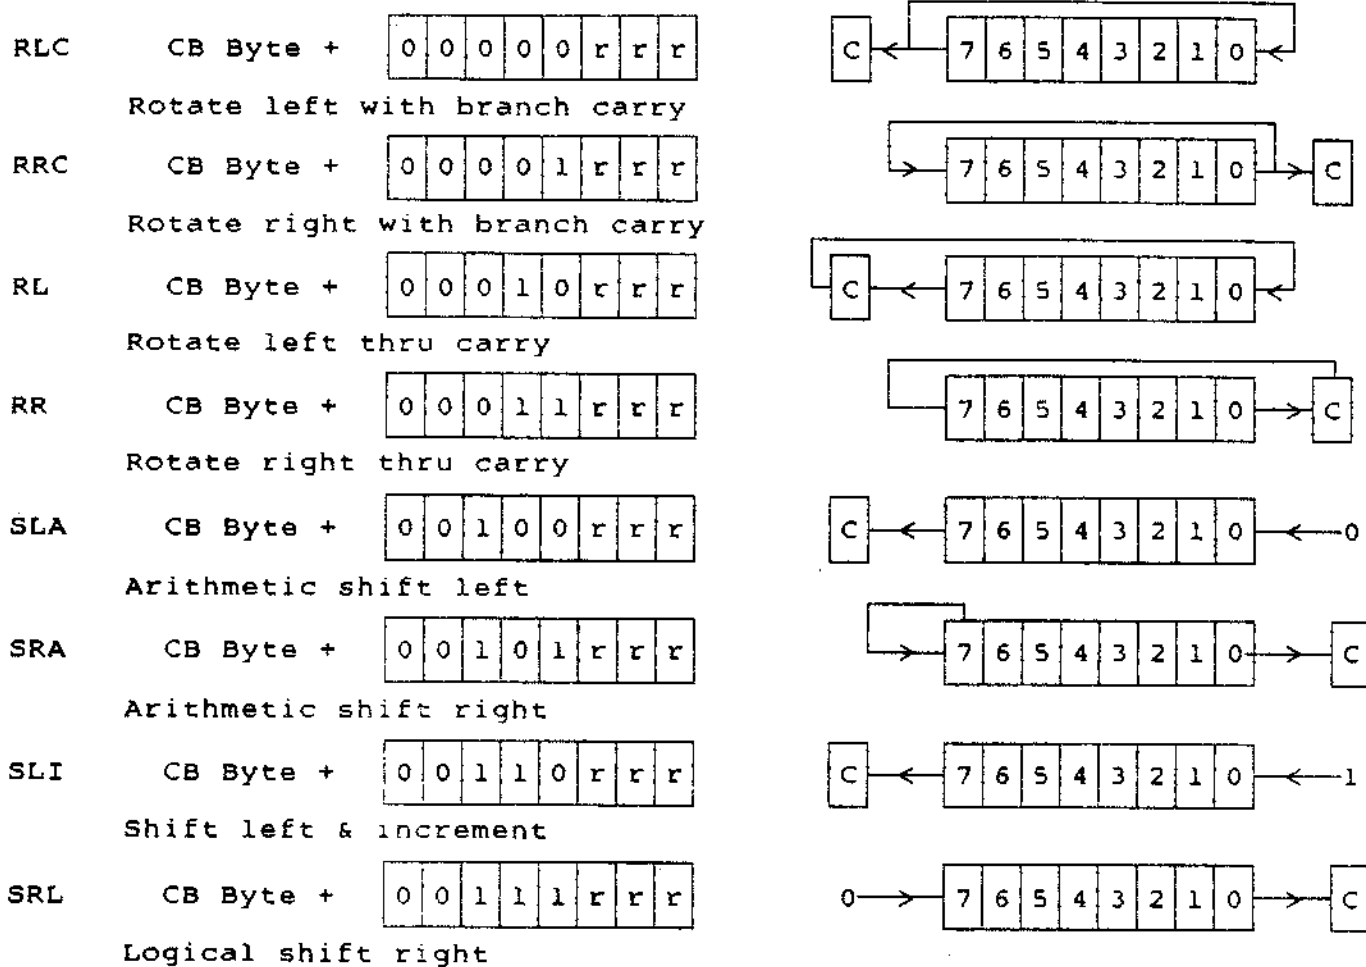 RLC CB Byte + 0 0 0 0 0 r r r C 7 6 5 4 3 2 1 0
Rotate left with branch carry
RRC CB Byte + 0 0 0 0 1 r r r 7 6 5 4 3 2 1 0 C
Rotate right with branch carry
RL CB Byte + 0 0 0 1 0 r r r C 7 6 5 4 3 2 1 0
Rotate left thru carry
RR CB Byte + 0 0 0 1 1 r r r 7 6 5 4 3 2 1 0 C
Rotate right thru carry
SLA CB Byte + 0 0 1 0 0 r r r C 7 6 5 4 3 2 1 0 0
Arithmetic shift left
SRA CB Byte + 0 0 1 0 1 r r r 7 6 5 4 3 2 1 0 C
Arithmetic shift right
SLI CB Byte + 0 0 1 1 0 r r r C 7 6 5 4 3 2 1 0 1
Shift left & increment
SRL CB Byte + 0 0 1 1 1 r r r 0 7 6 5 4 3 2 1 0 C
Logical shift right